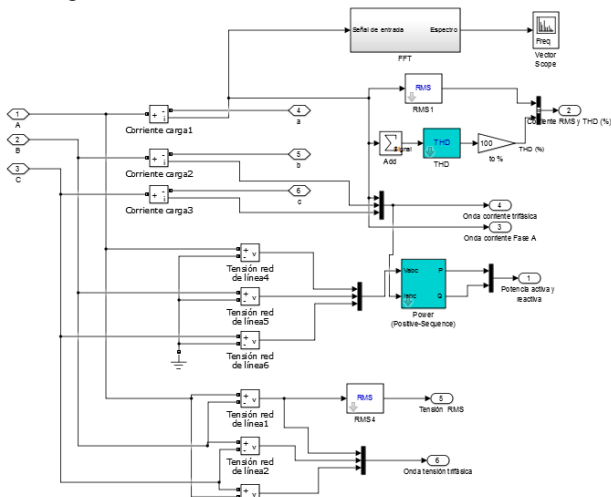 Señal de entrada
Espectro
FFT
Freq
Vector
Scope
RMS
RMS1
1
A
2
B
3
C
+
-
i
Corriente carga1
4
a
+
-
i
Corriente carga2
5
b
+
-
i
Corriente carga3
6
c
Add
Signal
THD
THD
100
to %
THD (%)
2
Corriente RMS y THD (%)
4
Onda corriente trifásica
3
Onda corriente Fase A
+
-
v
Tensión red
de línea4
+
-
v
Tensión red
de línea5
+
-
v
Tensión red
de línea6
Vabc
Iabc
P
Q
Power
(Positive-Sequence)
1
Potencia activa y
reactiva
+
-
v
Tensión red
de línea1
RMS
RMS4
5
Tensión RMS
+
-
v
Tensión red
de línea2
6
Onda tensión trifásica
+
-
v